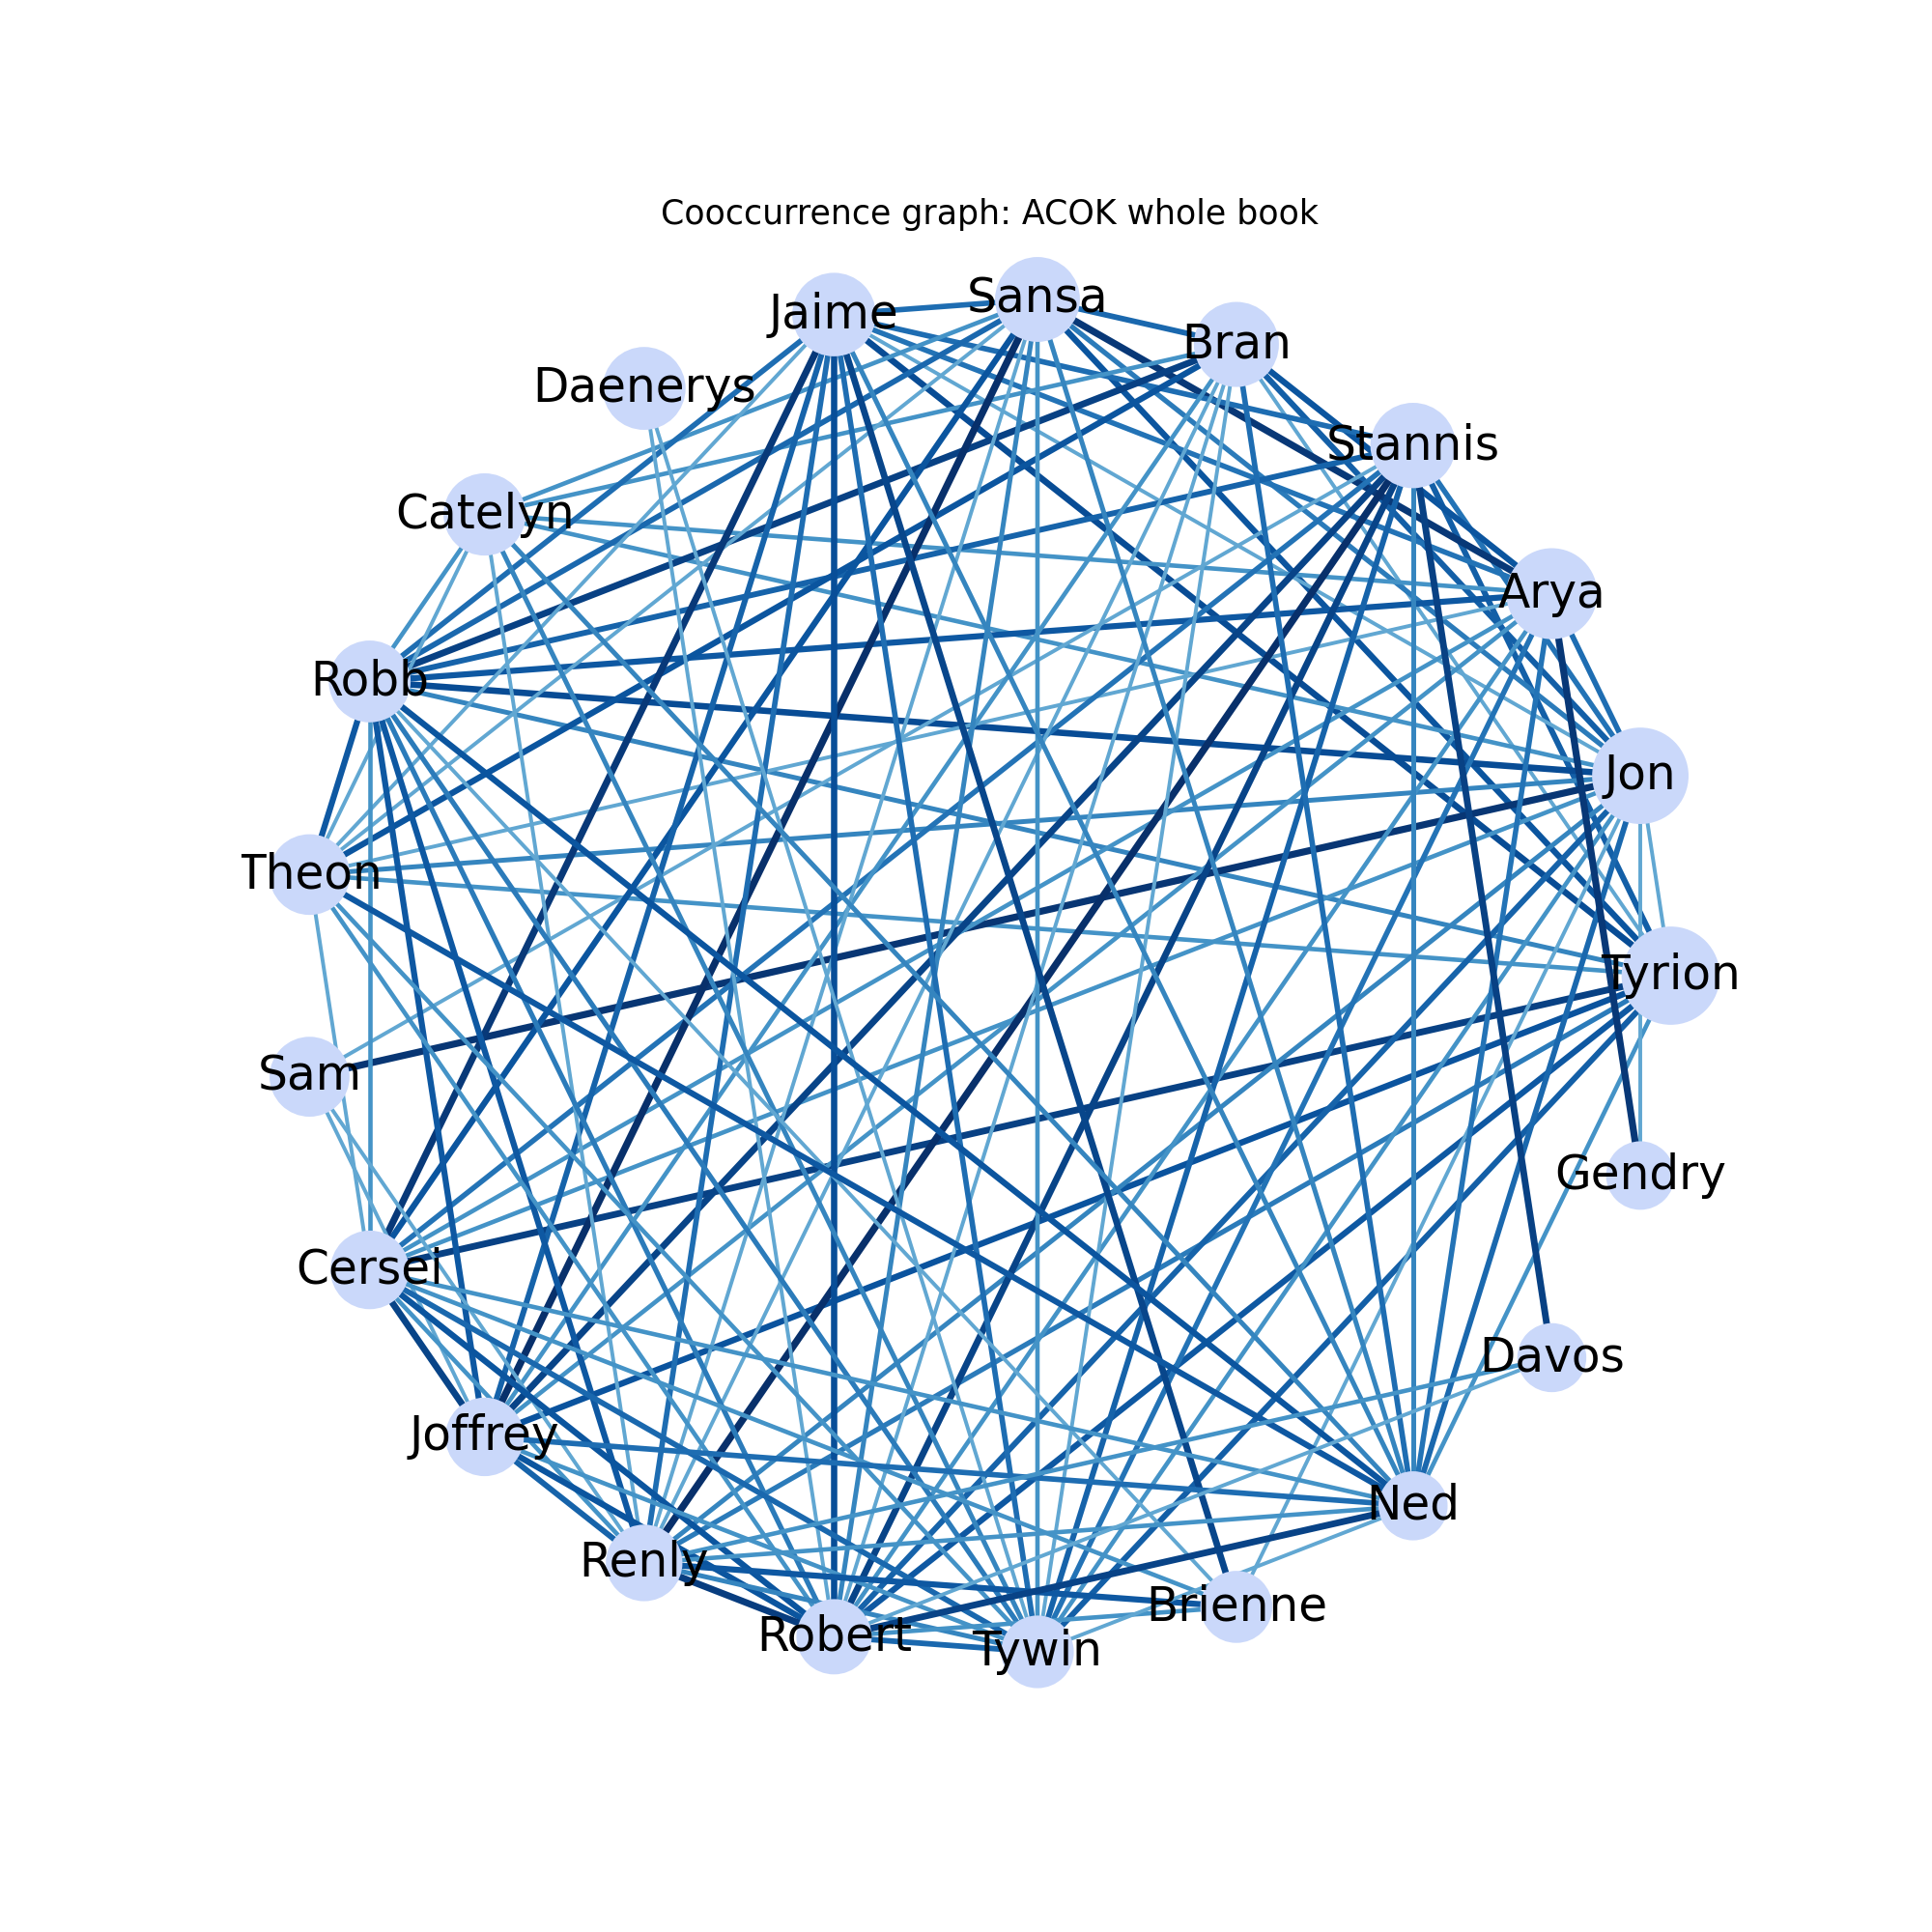 Cooccurrence graph: ACOK whole book
Sansa
Jaime
Bran
Daenerys
Stannis
Catelyn
Arya
Robb
Jon
Theon
Tyrion
Sam
Gendry
Cersei
Davos
Joffrey
Ned
Renly
Brienne
Robert
Tywin